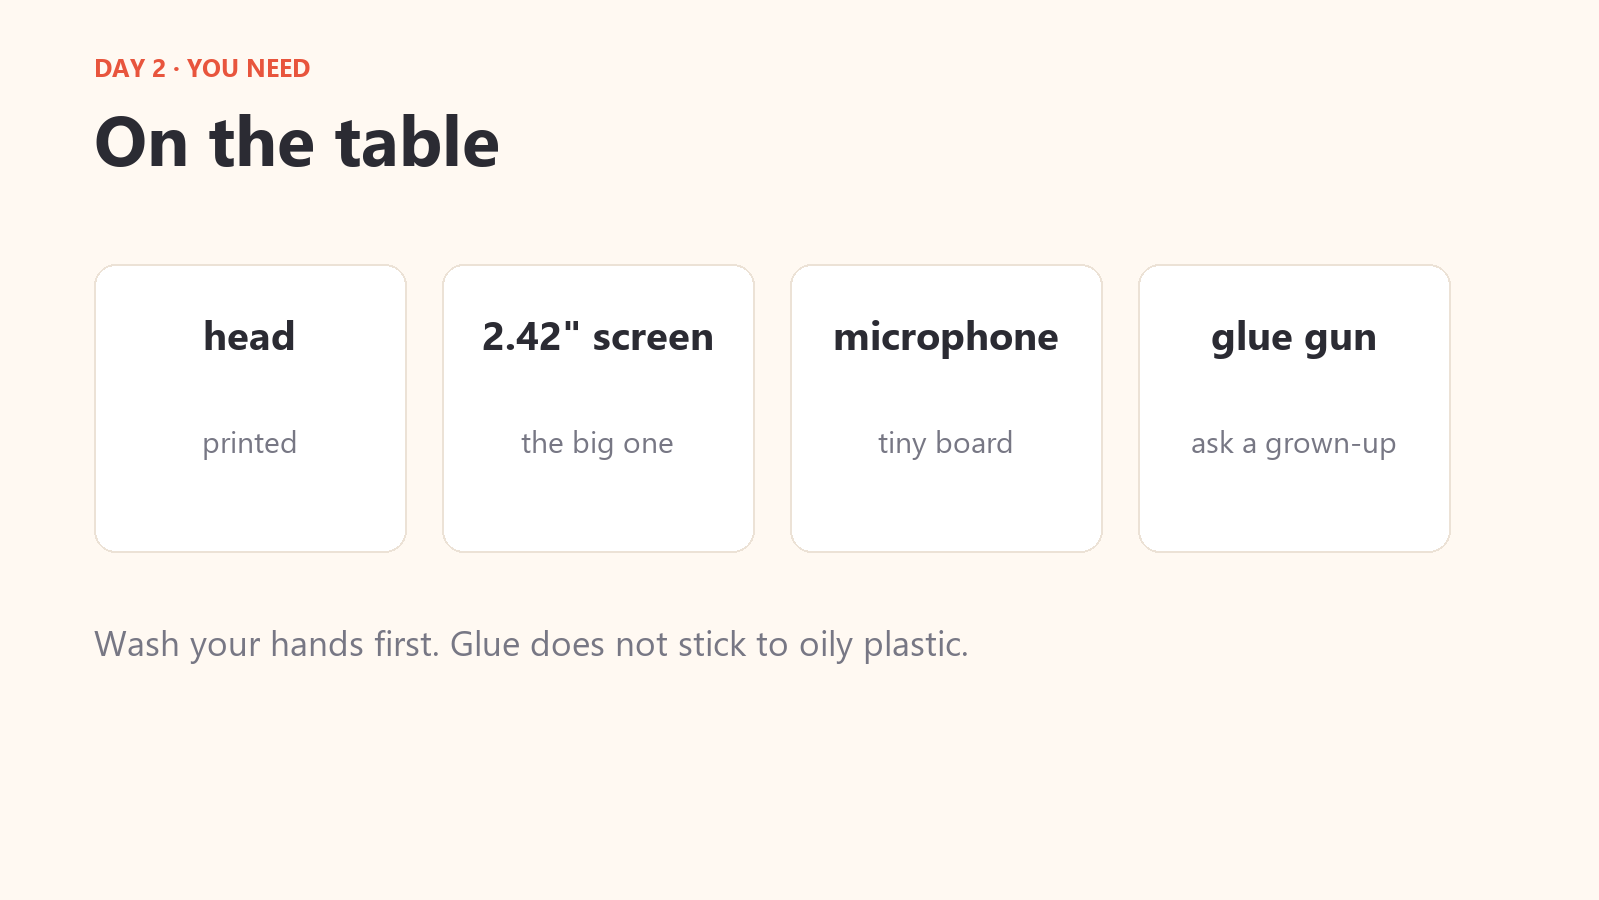 DAY 2 · YOU NEED
On the table
head
printed
2.42" screen
the big one
microphone
tiny board
glue gun
ask a grown-up
Wash your hands first. Glue does not stick to oily plastic.